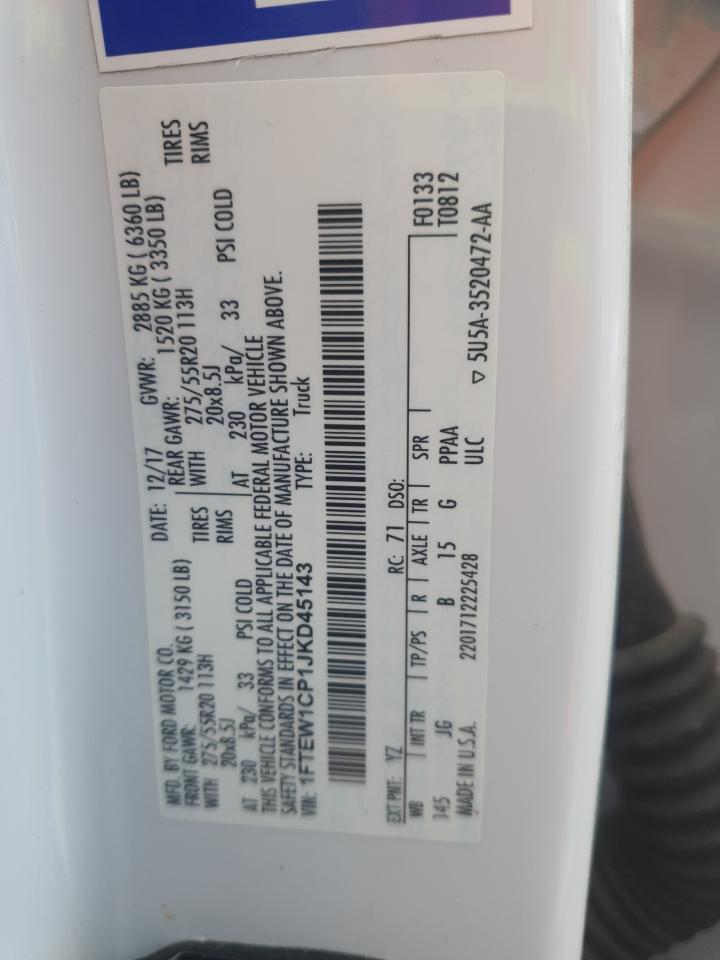 MFD. BY FORD MOTOR CO. DATE: 12/17 GVWR: 2885 KG ( 6360 LB)
FRONT GAWR: 1429 KG ( 3150 LB) REAR GAWR: 1520 KG ( 3350 LB)
WITH 275/55R20 113H TIRES WITH 275/55R20 113H TIRES
20x8.5J RIMS 20x8.5J RIMS
AT 230 kPa/ 33 PSI COLD AT 230 kPa/ 33 PSI COLD
THIS VEHICLE CONFORMS TO ALL APPLICABLE FEDERAL MOTOR VEHICLE
SAFETY STANDARDS IN EFFECT ON THE DATE OF MANUFACTURE SHOWN ABOVE.
VIN: 1FTEW1CP1JKD45143 TYPE: Truck
EXT PNT: YZ RC: 71 DSO:
WB INT TR TP/PS R AXLE TR SPR F0133
145 JG B 15 G PPAA T0812
ULC
MADE IN U.S.A. 2201712225428 ▽ 5U5A-3520472-AA